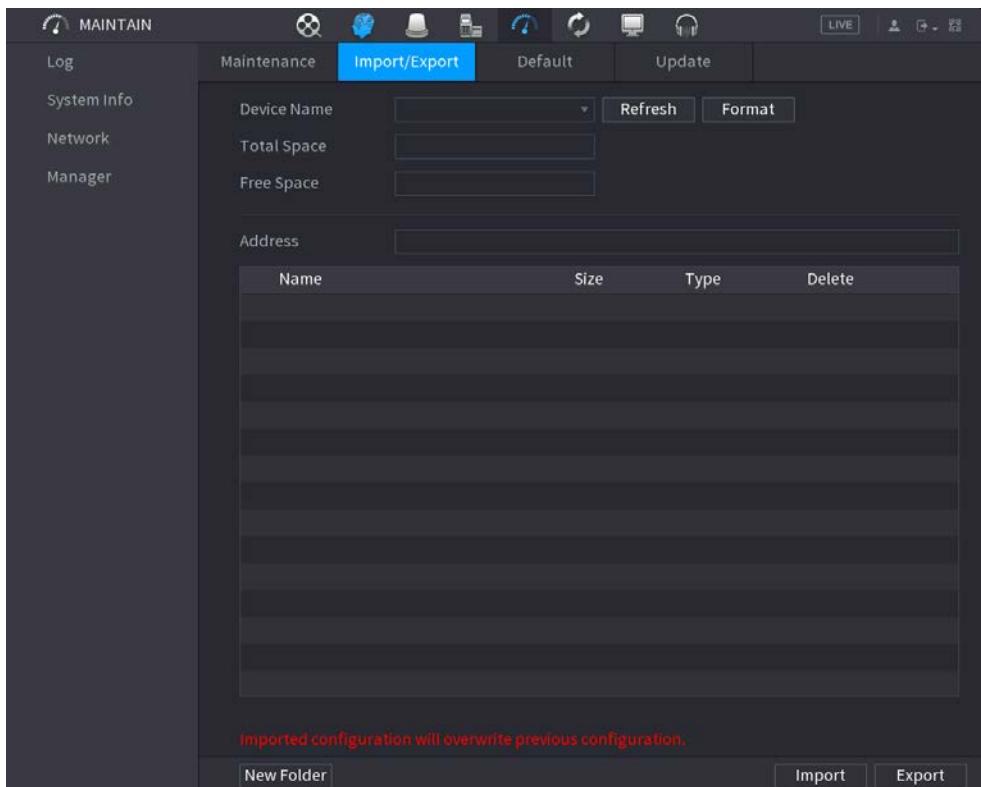 MAINTAIN LIVE
Log
System Info
Network
Manager
Maintenance Import/Export Default Update
Device Name Refresh Format
Total Space
Free Space
Address
Name Size Type Delete
Imported configuration will overwrite previous configuration.
New Folder Import Export